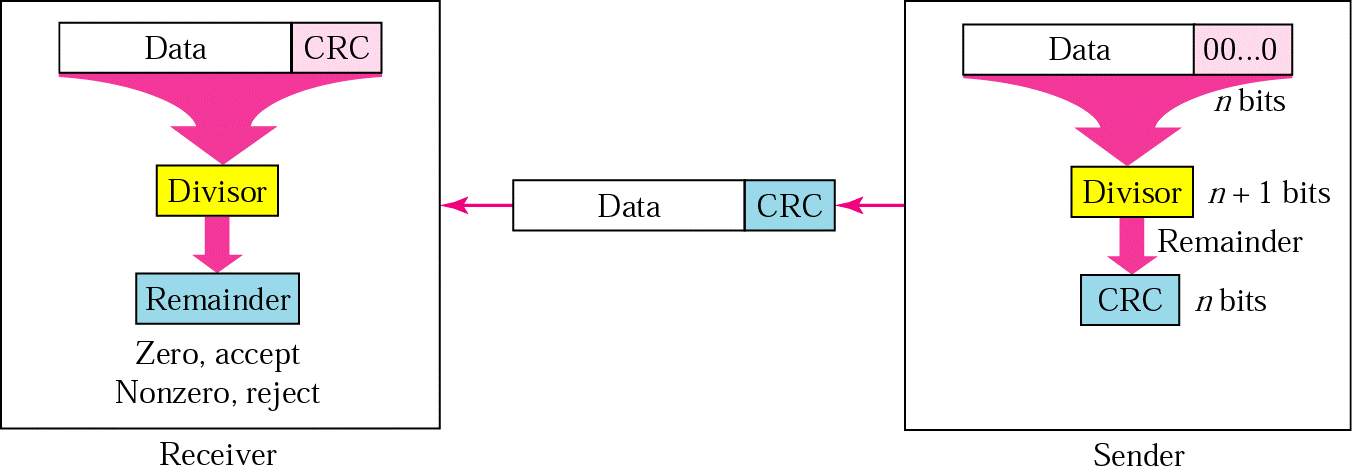 Data CRC
Divisor
Remainder
Zero, accept
Nonzero, reject
Receiver
Data CRC
Data 00...0
n bits
Divisor n + 1 bits
Remainder
CRC n bits
Sender